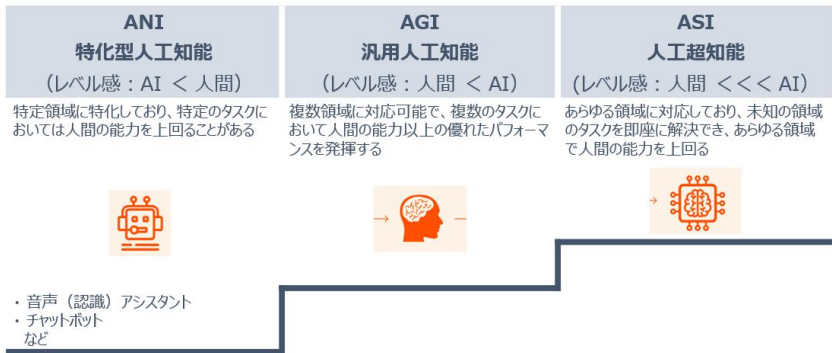 ANI
特化型人工知能
（レベル感：AI ＜ 人間）
特定領域に特化しており、特定のタスクに
おいては人間の能力を上回ることがある
・音声（認識）アシスタント
・チャットボット
など
AGI
汎用人工知能
（レベル感：人間 ＜ AI）
複数領域に対応可能で、複数のタスクに
おいて人間の能力以上の優れたパフォーマ
ンスを発揮する
ASI
人工超知能
（レベル感：人間 ＜＜＜ AI）
あらゆる領域に対応しており、未知の領域
のタスクを即座に解決でき、あらゆる領域
で人間の能力を上回る